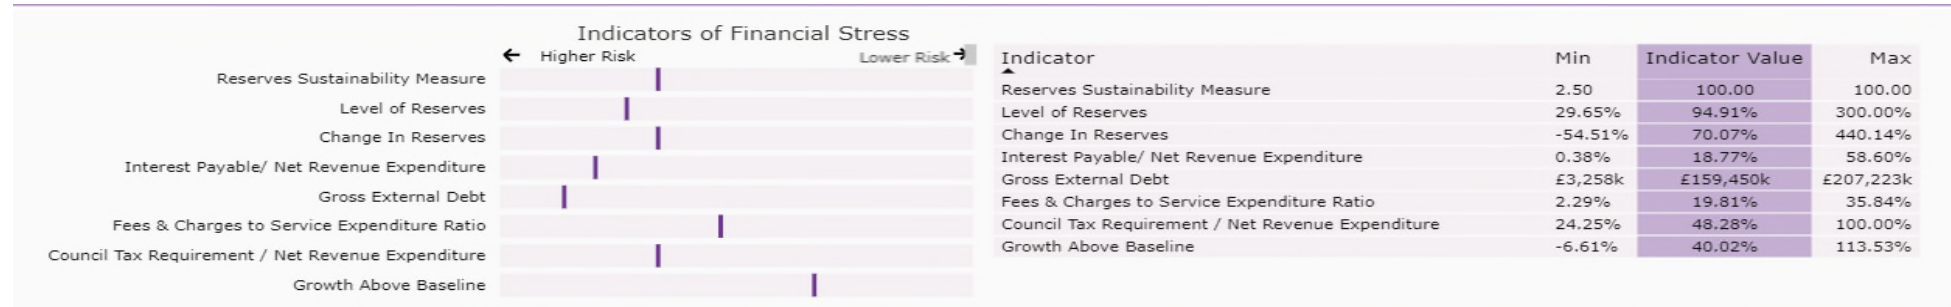 Indicators of Financial Stress
← Higher Risk Lower Risk →
Reserves Sustainability Measure
Level of Reserves
Change In Reserves
Interest Payable/ Net Revenue Expenditure
Gross External Debt
Fees & Charges to Service Expenditure Ratio
Council Tax Requirement / Net Revenue Expenditure
Growth Above Baseline
Indicator Min Indicator Value Max
Reserves Sustainability Measure 2.50 100.00 100.00
Level of Reserves 29.65% 94.91% 300.00%
Change In Reserves -54.51% 70.07% 440.14%
Interest Payable/ Net Revenue Expenditure 0.38% 18.77% 58.60%
Gross External Debt £3,258k £159,450k £207,223k
Fees & Charges to Service Expenditure Ratio 2.29% 19.81% 35.84%
Council Tax Requirement / Net Revenue Expenditure 24.25% 48.28% 100.00%
Growth Above Baseline -6.61% 40.02% 113.53%